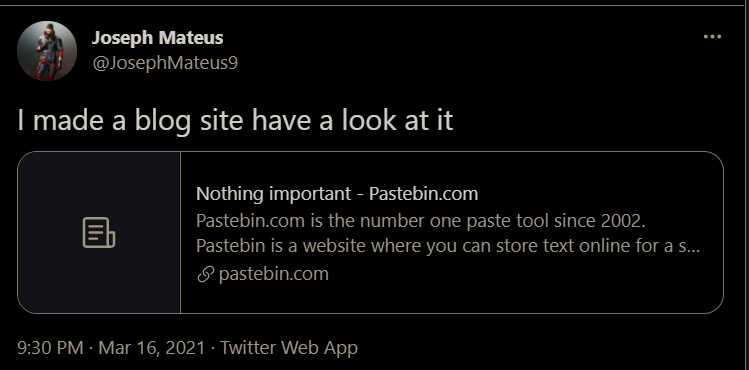 Joseph Mateus
@JosephMateus9
I made a blog site have a look at it
Nothing important - Pastebin.com
Pastebin.com is the number one paste tool since 2002.
Pastebin is a website where you can store text online for a s...
pastebin.com
9:30 PM · Mar 16, 2021 · Twitter Web App